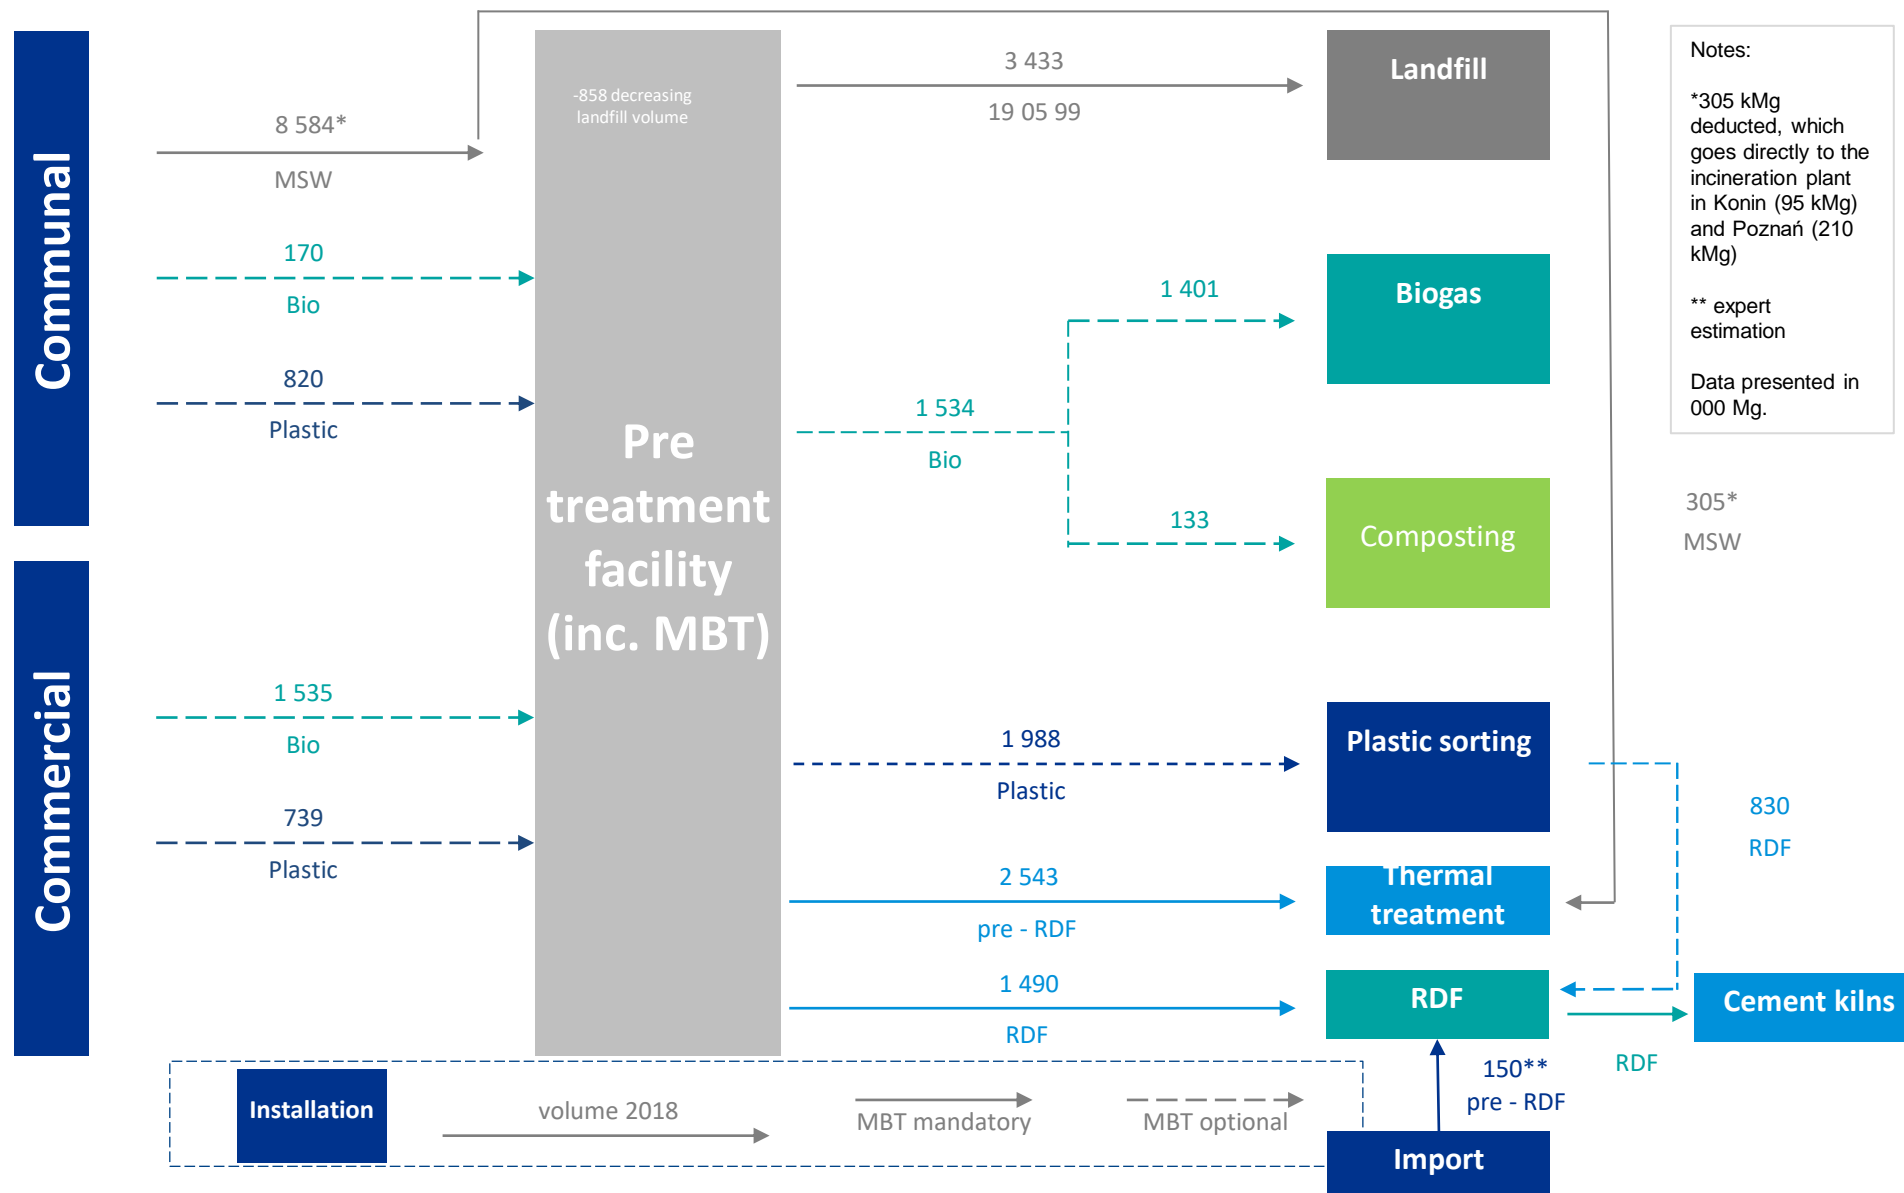 Communal
8 584*
MSW
170
Bio
820
Plastic
Commercial
1 535
Bio
739
Plastic
-858 decreasing
landfill volume
Pre
treatment
facility
(inc. MBT)
3 433
19 05 99
Landfill
1 534
Bio
1 401
Biogas
133
Composting
1 988
Plastic
Plastic sorting
2 543
pre - RDF
Thermal
treatment
1 490
RDF
RDF
830
RDF
RDF
Cement kilns
150**
pre - RDF
Import
305*
MSW
Notes:
*305 kMg
deducted, which
goes directly to the
incineration plant
in Konin (95 kMg)
and Poznań (210
kMg)
** expert
estimation
Data presented in
000 Mg.
Installation
volume 2018
MBT mandatory
MBT optional